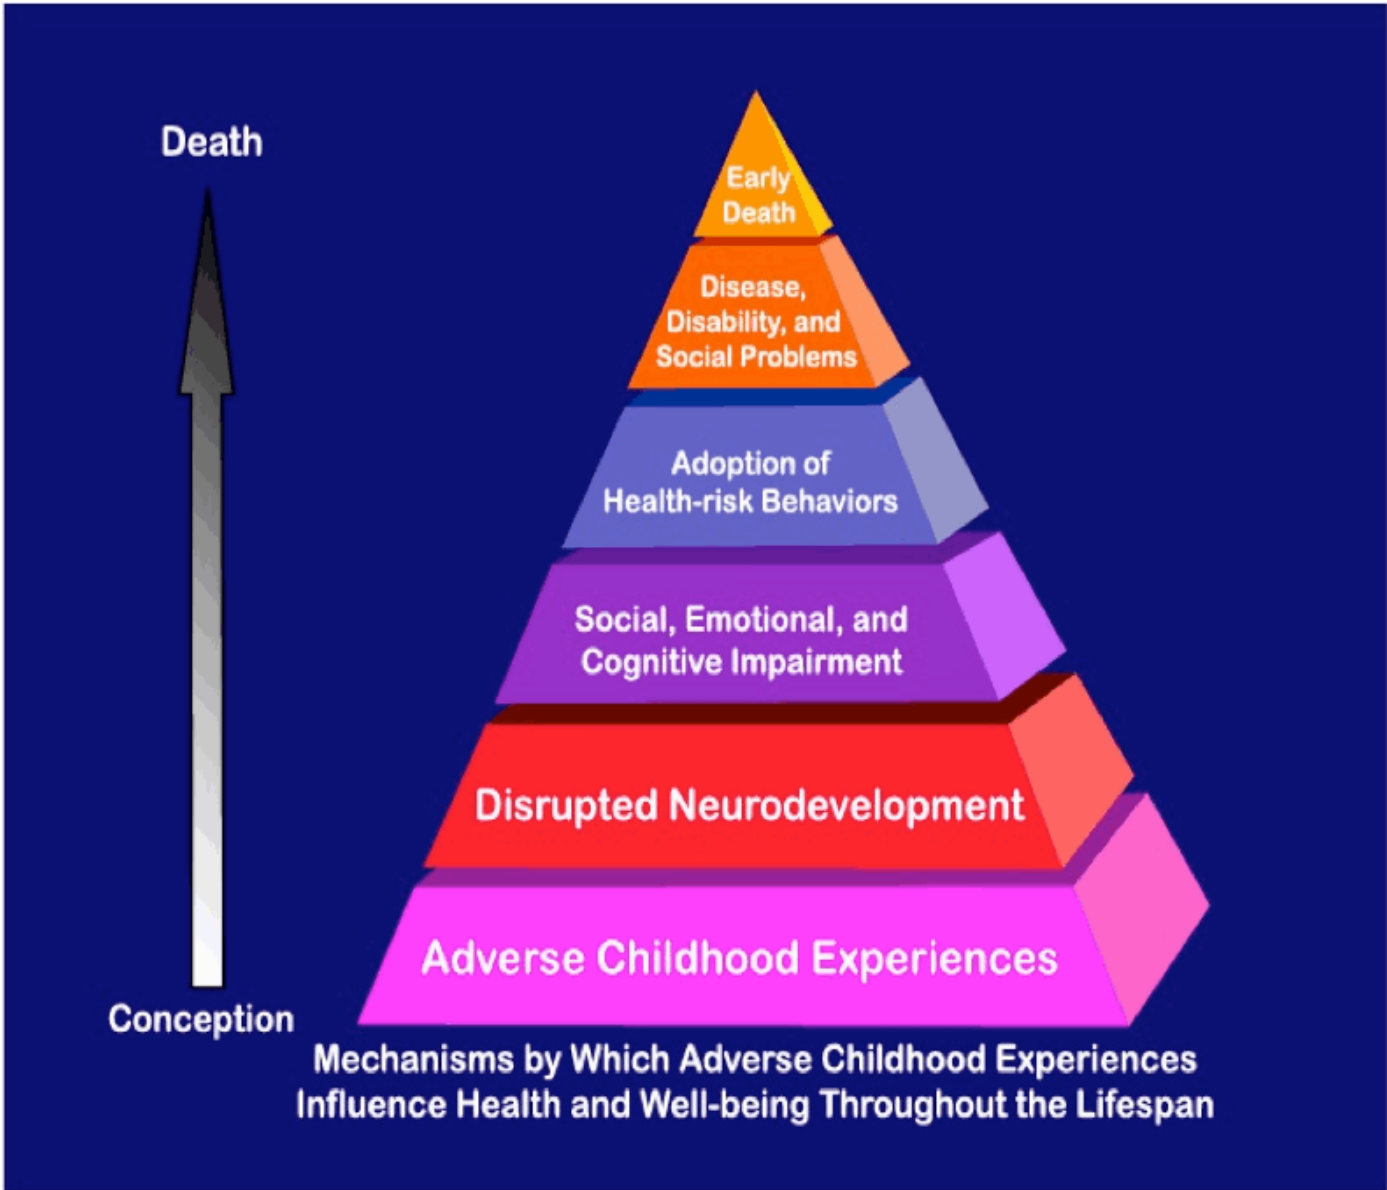 Death
Early
Death
Disease,
Disability, and
Social Problems
Adoption of
Health-risk Behaviors
Social, Emotional, and
Cognitive Impairment
Disrupted Neurodevelopment
Adverse Childhood Experiences
Conception
Mechanisms by Which Adverse Childhood Experiences
Influence Health and Well-being Throughout the Lifespan